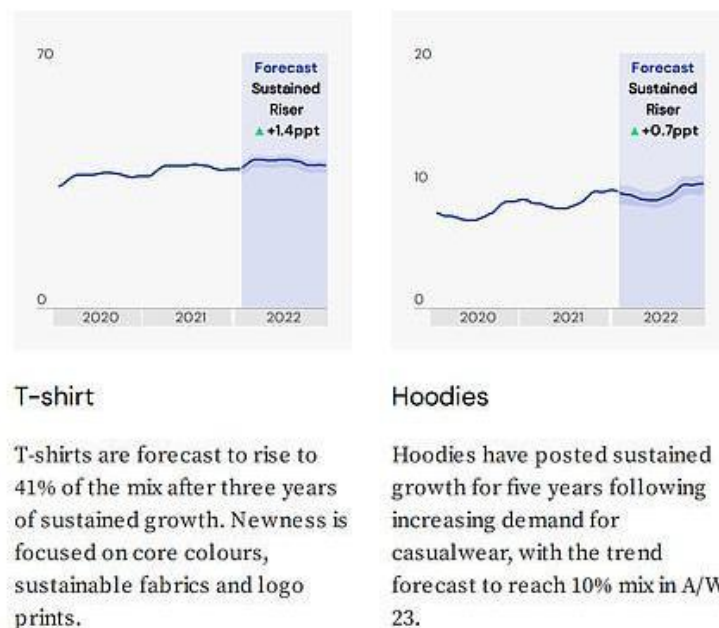 70
Forecast
Sustained
Riser
▲ +1.4ppt
0
2020 2021 2022
T-shirt
T-shirts are forecast to rise to
41% of the mix after three years
of sustained growth. Newness is
focused on core colours,
sustainable fabrics and logo
prints.
20
Forecast
Sustained
Riser
▲ +0.7ppt
10
0
2020 2021 2022
Hoodies
Hoodies have posted sustained
growth for five years following
increasing demand for
casualwear, with the trend
forecast to reach 10% mix in A/W
23.